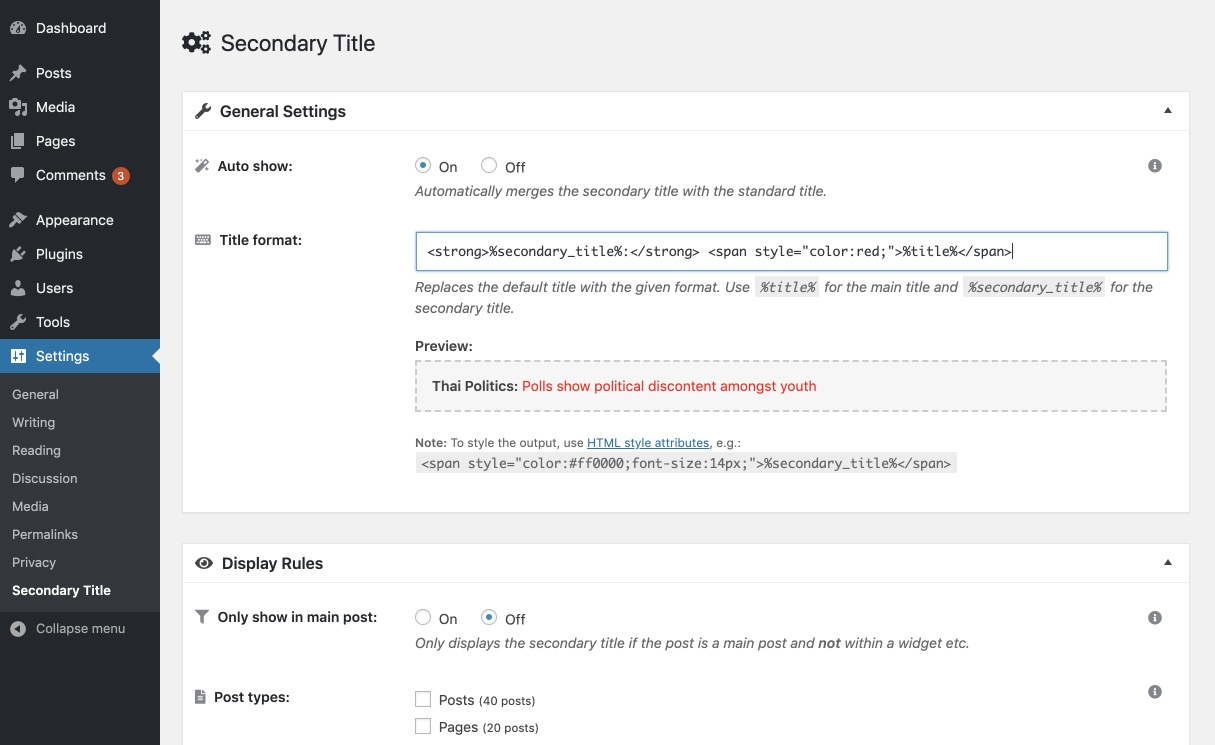 Dashboard
Posts
Media
Pages
Comments 3
Appearance
Plugins
Users
Tools
Settings
General
Writing
Reading
Discussion
Media
Permalinks
Privacy
Secondary Title
Collapse menu
Secondary Title
General Settings
Auto show:
On Off
Automatically merges the secondary title with the standard title.
Title format:
<strong>%secondary_title%:</strong> <span style="color:red;">%title%</span>
Replaces the default title with the given format. Use %title% for the main title and %secondary_title% for the
secondary title.
Preview:
Thai Politics: Polls show political discontent amongst youth
Note: To style the output, use HTML style attributes, e.g.:
<span style="color:#ff0000;font-size:14px;">%secondary_title%</span>
Display Rules
Only show in main post:
On Off
Only displays the secondary title if the post is a main post and not within a widget etc.
Post types:
Posts (40 posts)
Pages (20 posts)